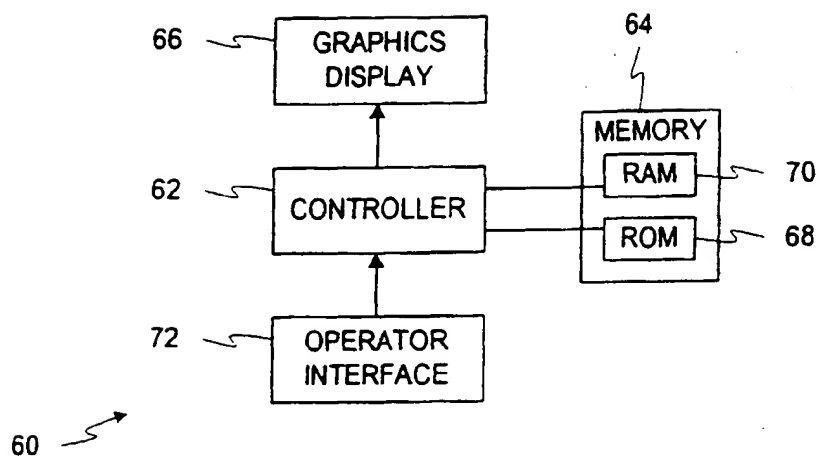 66
GRAPHICS
DISPLAY
64
MEMORY
RAM
70
62
CONTROLLER
ROM
68
72
OPERATOR
INTERFACE
60